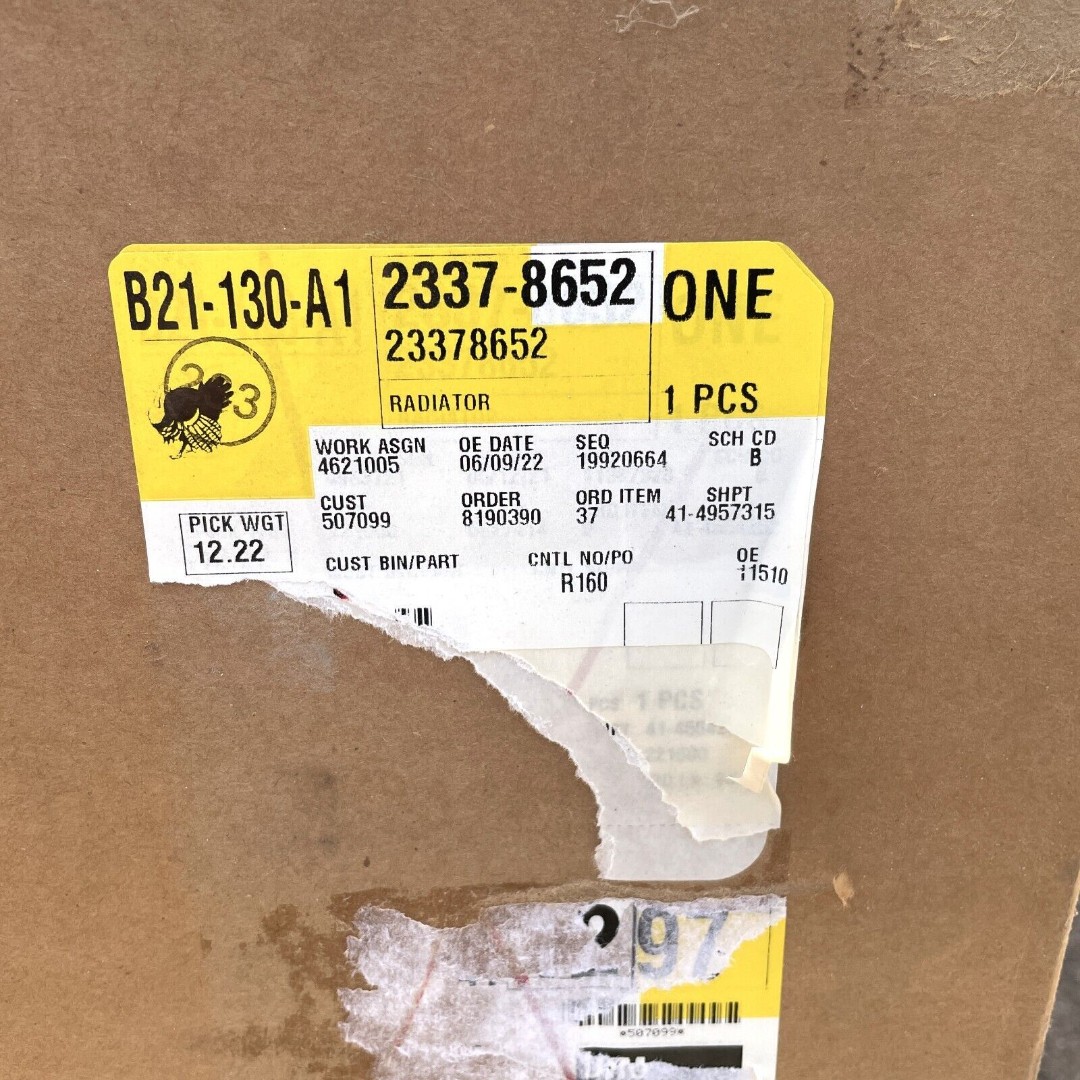 B21-130-A1
2337-8652
ONE
23378652
RADIATOR
1 PCS
23
WORK ASGN OE DATE SEQ SCH CD
4621005 06/09/22 19920664 B
CUST ORDER ORD ITEM SHPT
507099 8190390 37 41-4957315
PICK WGT
12.22
CUST BIN/PART CNTL NO/PO OE
R160 11510
1 PCS
2 97
*507099*